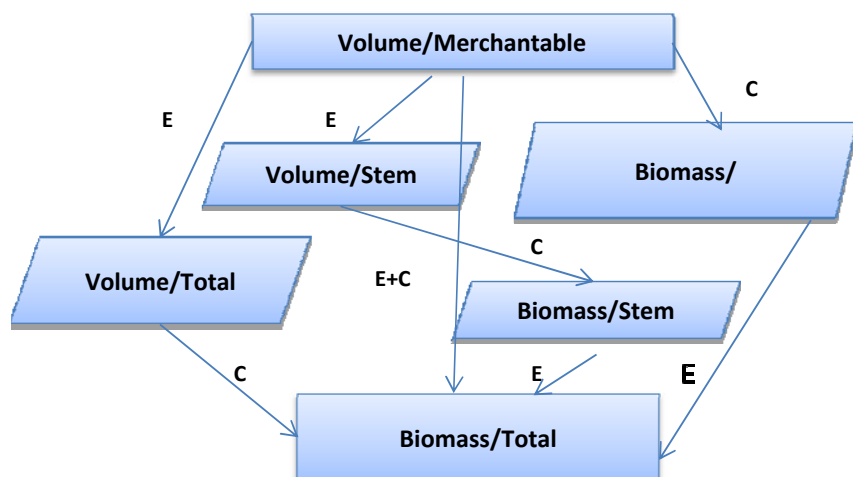 Volume/Merchantable
C
E
E
Volume/Stem
Biomass/
C
Volume/Total
E+C
Biomass/Stem
C
E
E
Biomass/Total